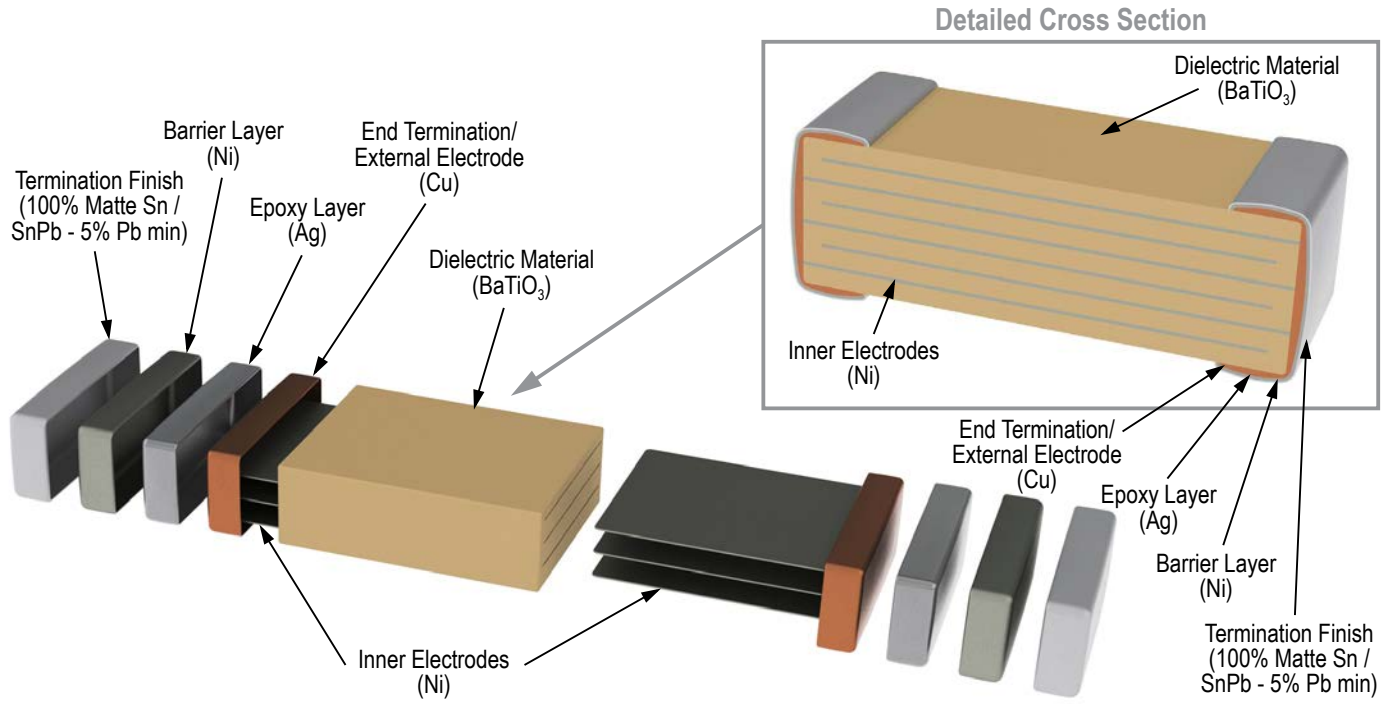 Detailed Cross Section
Dielectric Material
(BaTiO₃)
Inner Electrodes
(Ni)
End Termination/
External Electrode
(Cu)
Epoxy Layer
(Ag)
Barrier Layer
(Ni)
Termination Finish
(100% Matte Sn /
SnPb - 5% Pb min)
Termination Finish
(100% Matte Sn /
SnPb - 5% Pb min)
Barrier Layer
(Ni)
Epoxy Layer
(Ag)
End Termination/
External Electrode
(Cu)
Dielectric Material
(BaTiO₃)
Inner Electrodes
(Ni)